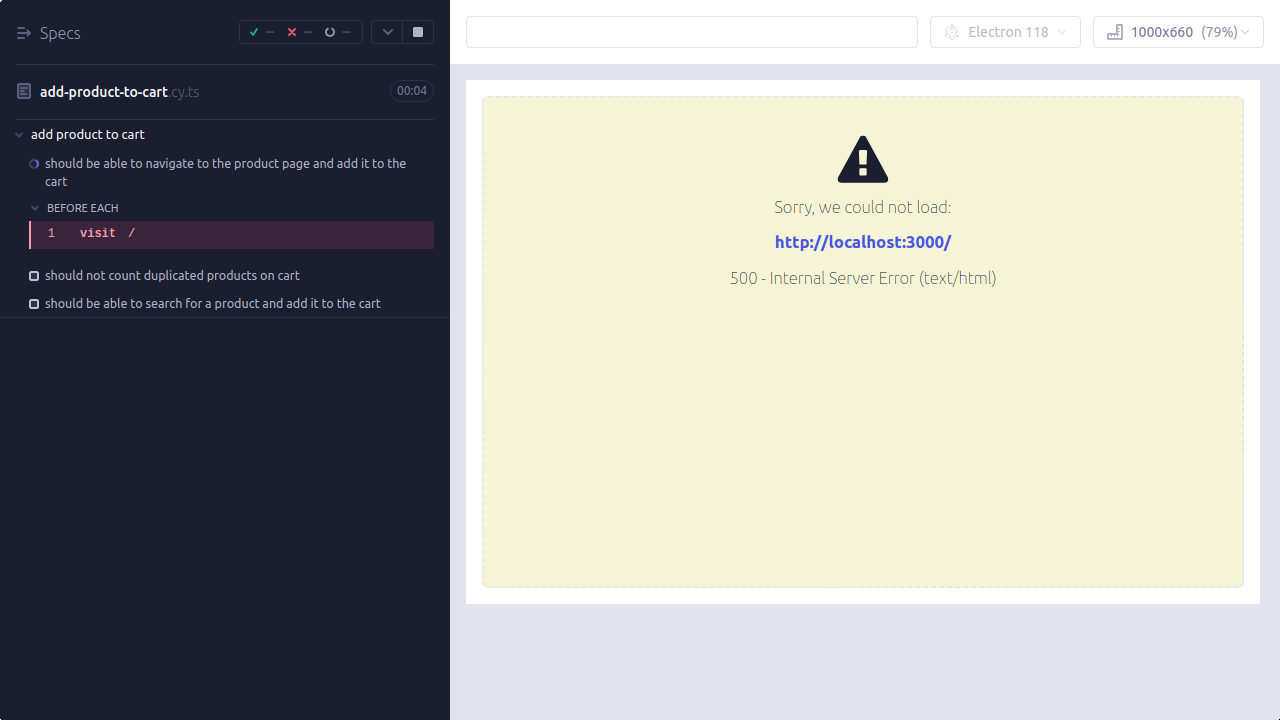 Specs
-- -- --
add-product-to-cart.cy.ts 00:04
add product to cart
should be able to navigate to the product page and add it to the
cart
BEFORE EACH
1 visit /
should not count duplicated products on cart
should be able to search for a product and add it to the cart
Electron 118
1000x660 (79%)
Sorry, we could not load:
http://localhost:3000/
500 - Internal Server Error (text/html)